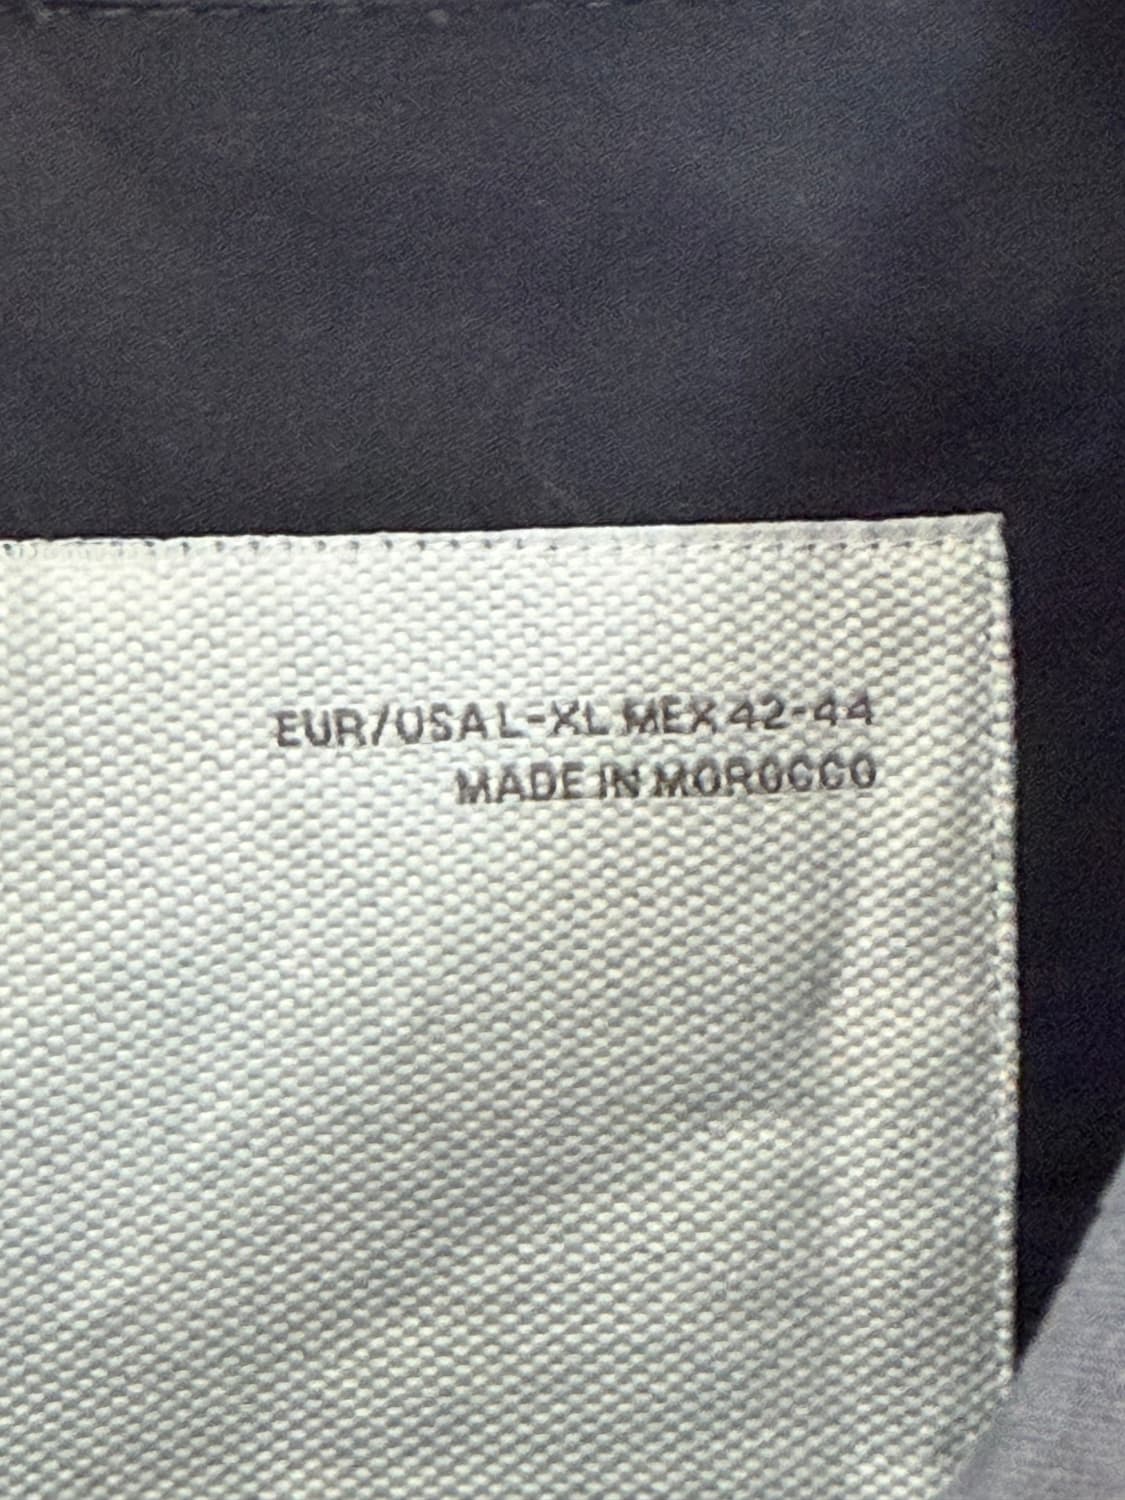 EUR/USA L-XL MEX 42-44
MADE IN MOROCCO